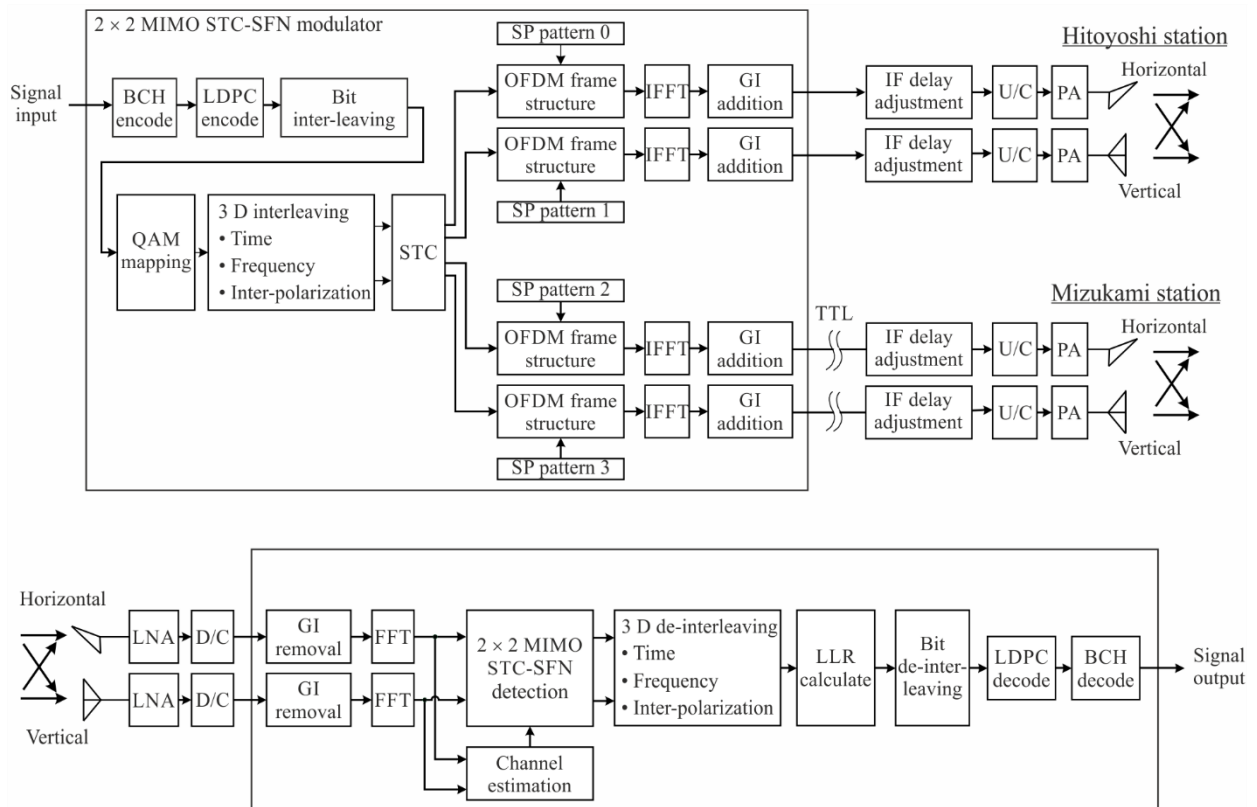 2 × 2 MIMO STC-SFN modulator
Signal
input
BCH
encode
LDPC
encode
Bit
inter-leaving
QAM
mapping
3 D interleaving
• Time
• Frequency
• Inter-polarization
STC
SP pattern 0
OFDM frame
structure
IFFT
GI
addition
OFDM frame
structure
IFFT
GI
addition
SP pattern 1
SP pattern 2
OFDM frame
structure
IFFT
GI
addition
OFDM frame
structure
IFFT
GI
addition
SP pattern 3
Hitoyoshi station
IF delay
adjustment
U/C
PA
Horizontal
IF delay
adjustment
U/C
PA
Vertical
Mizukami station
TTL
IF delay
adjustment
U/C
PA
Horizontal
IF delay
adjustment
U/C
PA
Vertical
Horizontal
LNA
D/C
GI
removal
FFT
Vertical
LNA
D/C
GI
removal
FFT
2 × 2 MIMO
STC-SFN
detection
Channel
estimation
3 D de-interleaving
• Time
• Frequency
• Inter-polarization
LLR
calculate
Bit
de-inter-
leaving
LDPC
decode
BCH
decode
Signal
output